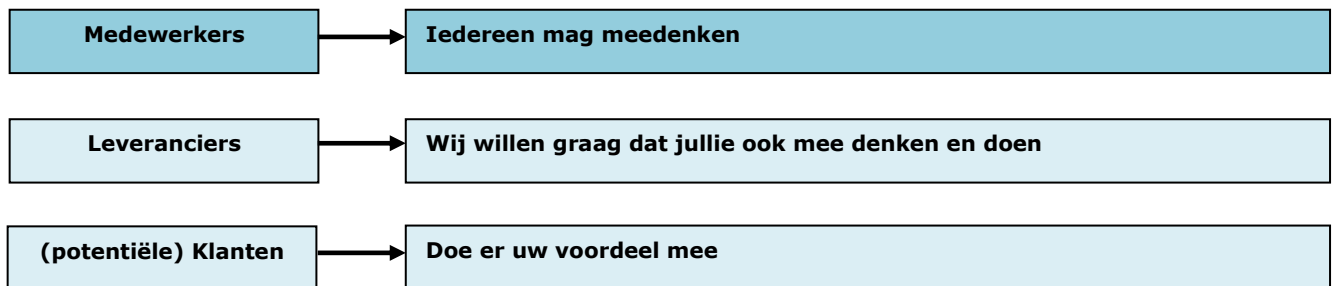 Medewerkers
Iedereen mag meedenken
Leveranciers
Wij willen graag dat jullie ook mee denken en doen
(potentiële) Klanten
Doe er uw voordeel mee